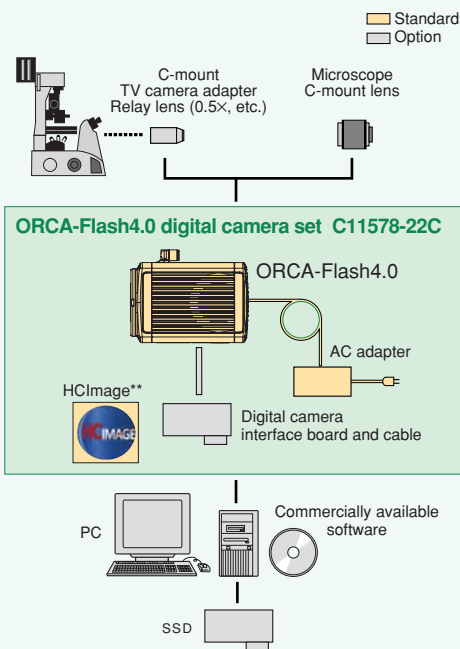 Standard
Option
C-mount
TV camera adapter
Relay lens (0.5×, etc.)
Microscope
C-mount lens
ORCA-Flash4.0 digital camera set C11578-22C
ORCA-Flash4.0
AC adapter
HCImage**
HCIMAGE
Digital camera
interface board and cable
PC
Commercially available
software
SSD